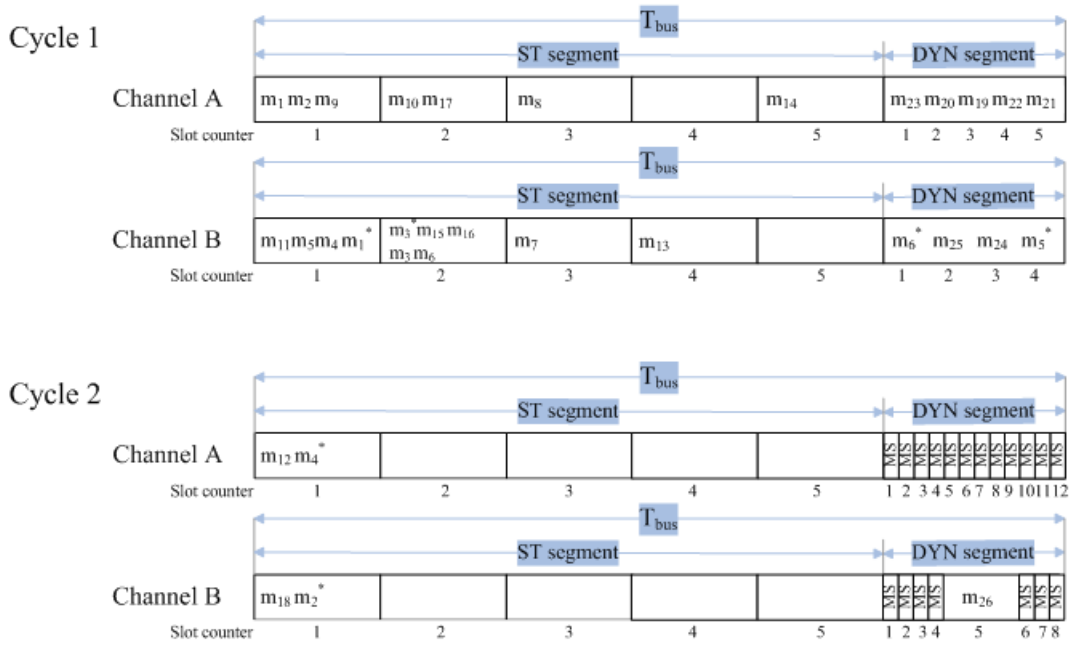 Cycle 1
T_bus
ST segment DYN segment
Channel A m₁ m₂ m₉ m₁₀ m₁₇ m₈ m₁₄ m₂₃ m₂₀ m₁₉ m₂₂ m₂₁
Slot counter 1 2 3 4 5 1 2 3 4 5
T_bus
ST segment DYN segment
Channel B m₁₁m₅m₄ m₁* m₃*m₁₅ m₁₆ m₃ m₆ m₇ m₁₃ m₆* m₂₅ m₂₄ m₅*
Slot counter 1 2 3 4 5 1 2 3 4
Cycle 2
T_bus
ST segment DYN segment
Channel A m₁₂ m₄* MS MS MS MS MS MS MS MS MS MS MS MS
Slot counter 1 2 3 4 5 1 2 3 4 5 6 7 8 9 10 11 12
T_bus
ST segment DYN segment
Channel B m₁₈ m₂* MS MS MS MS m₂₆ MS MS MS
Slot counter 1 2 3 4 5 1 2 3 4 5 6 7 8